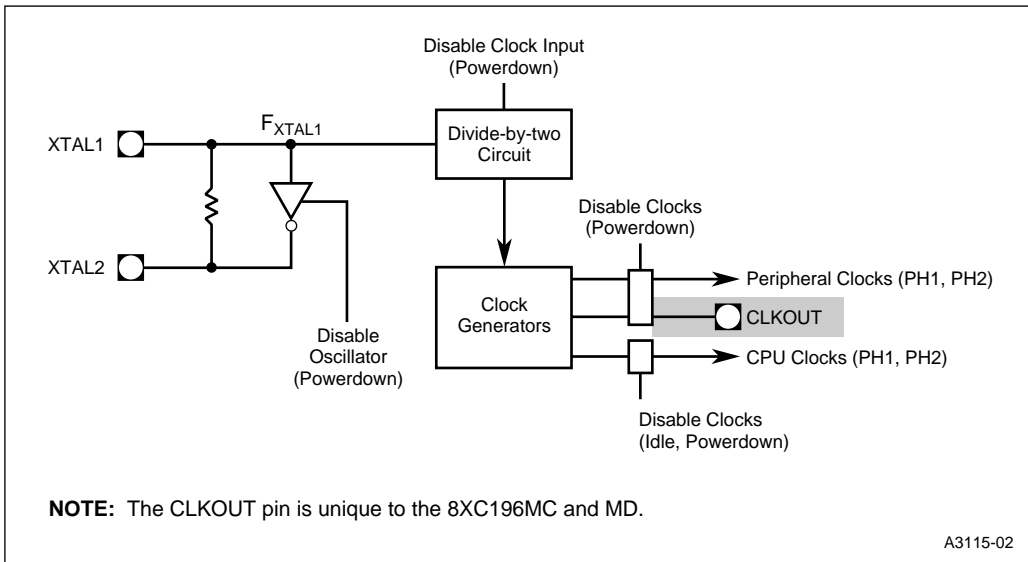 Disable Clock Input
(Powerdown)
XTAL1
FXTAL1
Divide-by-two
Circuit
Disable Clocks
(Powerdown)
XTAL2
Clock
Generators
Peripheral Clocks (PH1, PH2)
CLKOUT
CPU Clocks (PH1, PH2)
Disable
Oscillator
(Powerdown)
Disable Clocks
(Idle, Powerdown)
NOTE: The CLKOUT pin is unique to the 8XC196MC and MD.
A3115-02